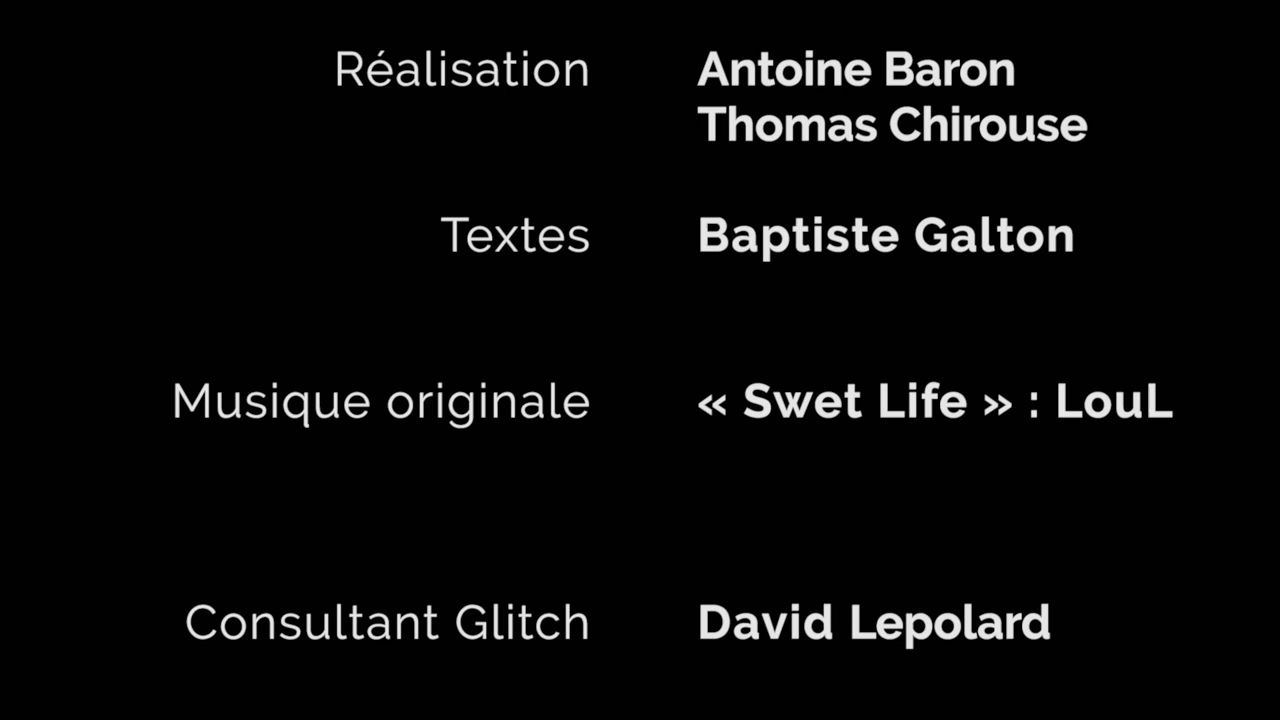 Réalisation Antoine Baron
Thomas Chirouse
Textes Baptiste Galton
Musique originale « Swet Life » : LouL
Consultant Glitch David Lepolard